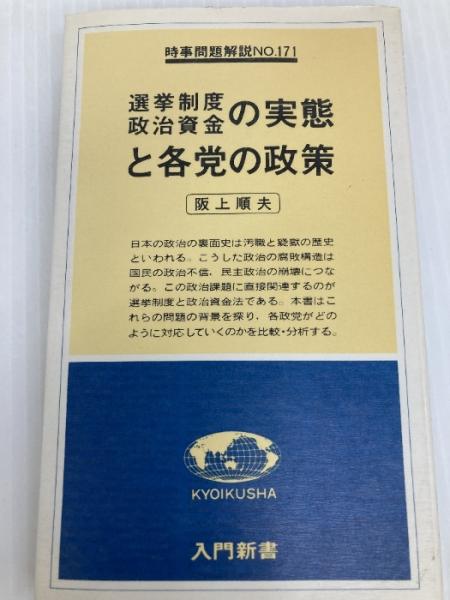 時事問題解説NO.171
選挙制度
政治資金の実態
と各党の政策
阪上順夫
日本の政治の裏面史は汚職と疑獄の歴史
といわれる。こうした政治の腐敗構造は
国民の政治不信，民主政治の崩壊につな
がる。この政治課題に直接関連するのが
選挙制度と政治資金法である。本書はこ
れらの問題の背景を探り，各政党がどの
ように対応していくのかを比較・分析する。
KYOIKUSHA
入門新書